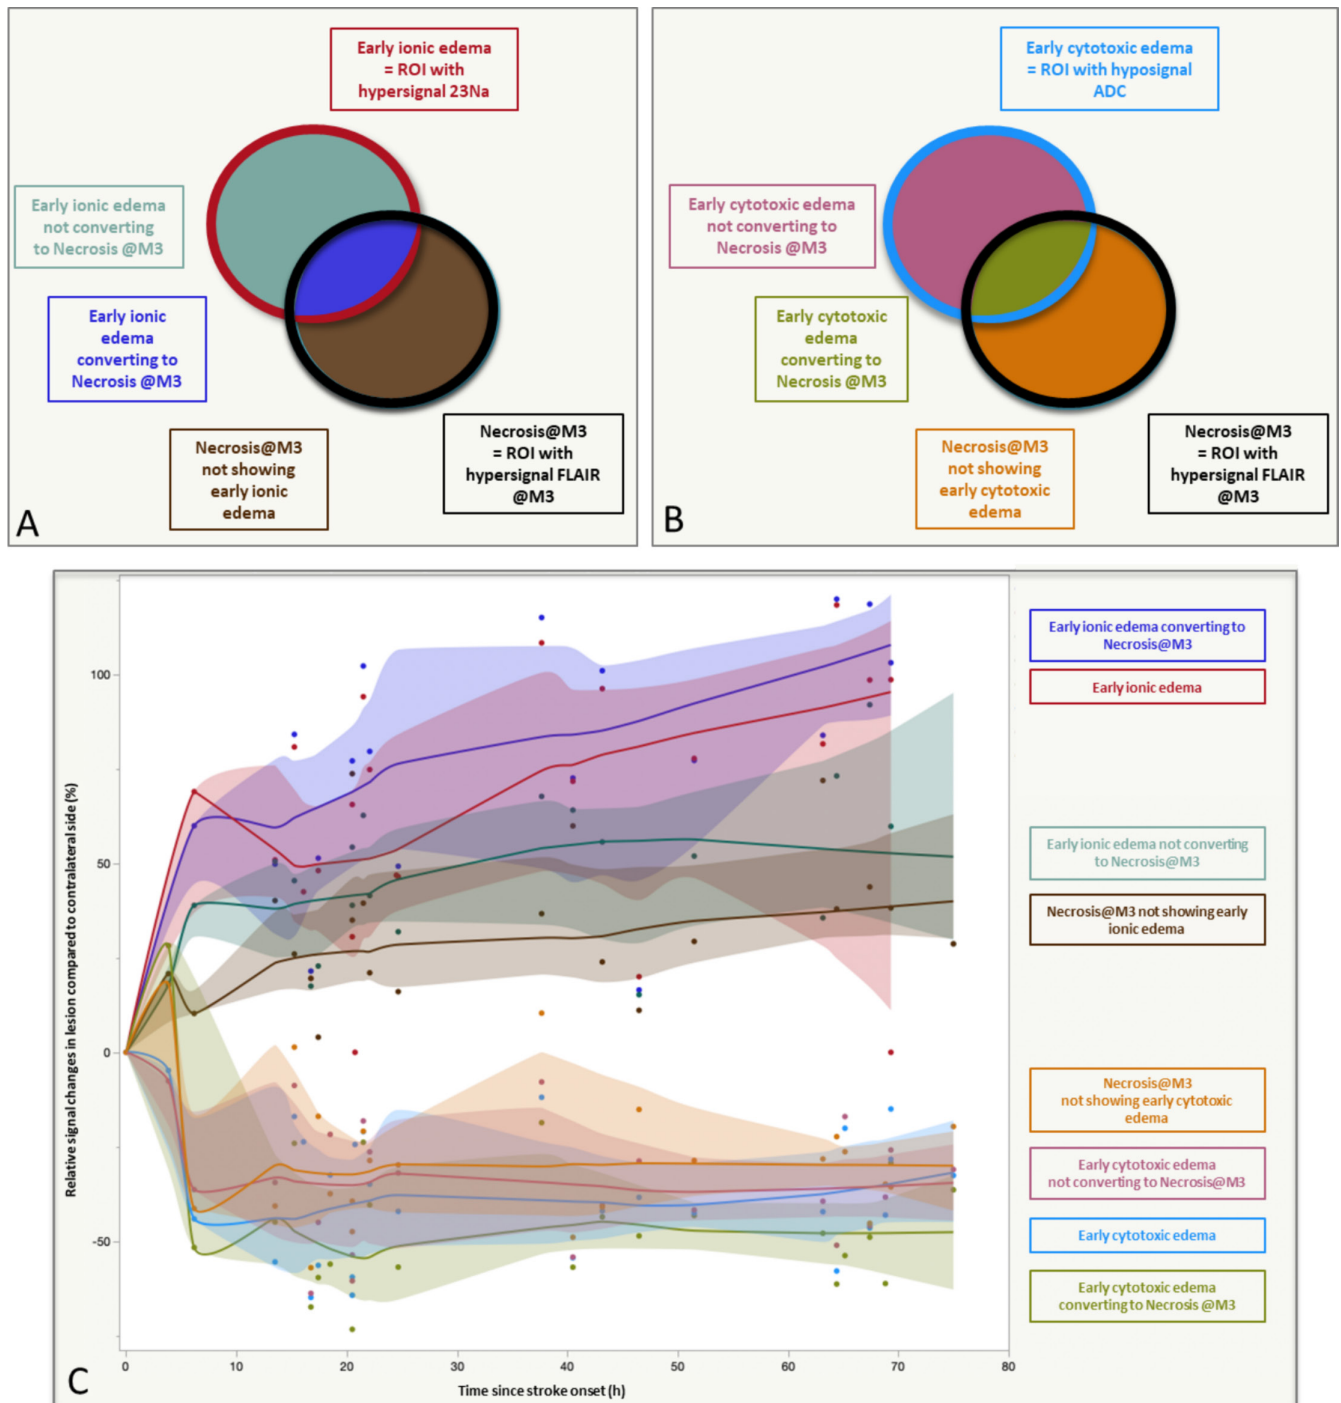 Early ionic edema
= ROI with
hypersignal 23Na
Early ionic edema
not converting
to Necrosis @M3
Early ionic
edema
converting to
Necrosis @M3
Necrosis@M3
not showing
early ionic
edema
Necrosis@M3
= ROI with
hypersignal FLAIR
@M3
A
Early cytotoxic edema
= ROI with hyposignal
ADC
Early cytotoxic edema
not converting to
Necrosis @M3
Early cytotoxic
edema
converting to
Necrosis @M3
Necrosis@M3
not showing
early cytotoxic
edema
Necrosis@M3
= ROI with
hypersignal FLAIR
@M3
B
Relative signal changes in lesion compared to contralateral side (%)
100
50
0
-50
0 10 20 30 40 50 60 70 80
Time since stroke onset (h)
C
Early ionic edema converting to
Necrosis@M3
Early ionic edema
Early ionic edema not converting
to Necrosis@M3
Necrosis@M3 not showing early
ionic edema
Necrosis@M3
not showing early cytotoxic
edema
Early cytotoxic edema
not converting to Necrosis@M3
Early cytotoxic edema
Early cytotoxic edema
converting to Necrosis @M3